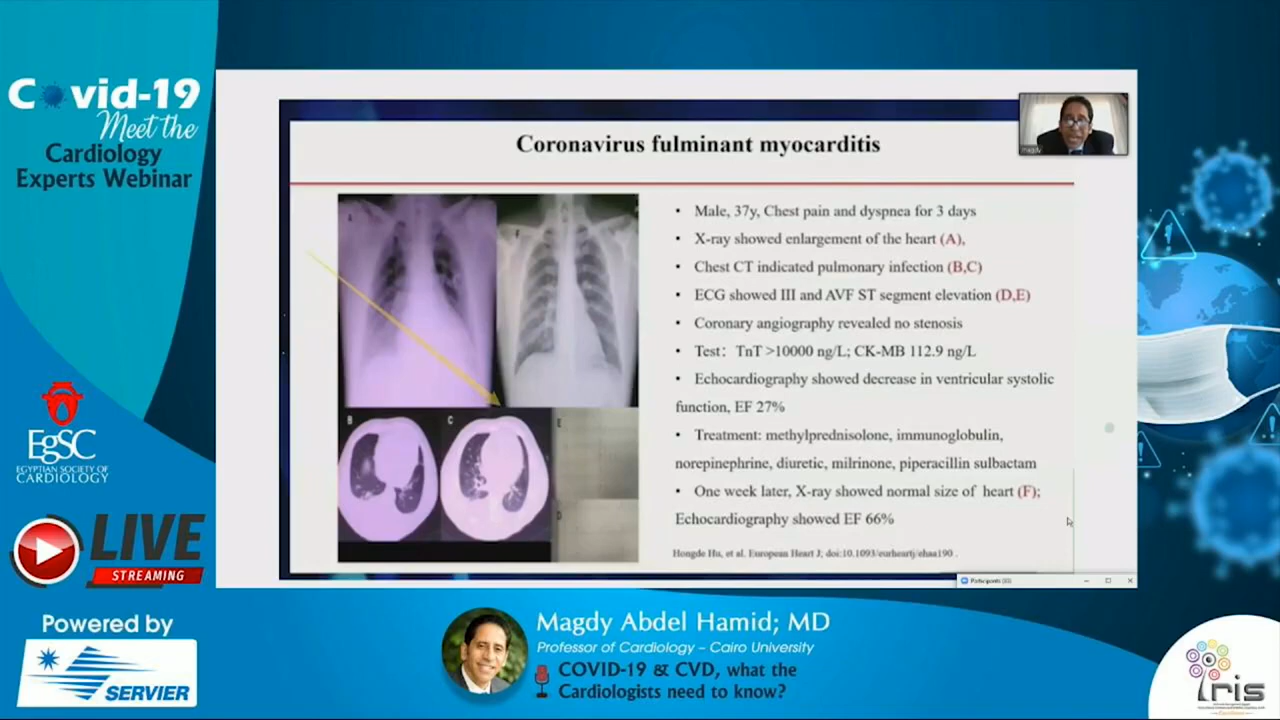 Covid-19
Meet the
Cardiology
Experts Webinar
EgSC
EGYPTIAN SOCIETY OF
CARDIOLOGY
LIVE
STREAMING
Powered by
SERVIER
Coronavirus fulminant myocarditis
magdy
A
F
B
C
E
D
• Male, 37y, Chest pain and dyspnea for 3 days
• X-ray showed enlargement of the heart (A),
• Chest CT indicated pulmonary infection (B,C)
• ECG showed III and AVF ST segment elevation (D,E)
• Coronary angiography revealed no stenosis
• Test: TnT >10000 ng/L; CK-MB 112.9 ng/L
• Echocardiography showed decrease in ventricular systolic
function, EF 27%
• Treatment: methylprednisolone, immunoglobulin,
norepinephrine, diuretic, milrinone, piperacillin sulbactam
• One week later, X-ray showed normal size of heart (F);
Echocardiography showed EF 66%
Hongde Hu, et al. European Heart J; doi:10.1093/eurheartj/ehaa190 .
Magdy Abdel Hamid; MD
Professor of Cardiology – Cairo University
COVID-19 & CVD, what the
Cardiologists need to know?
Iris